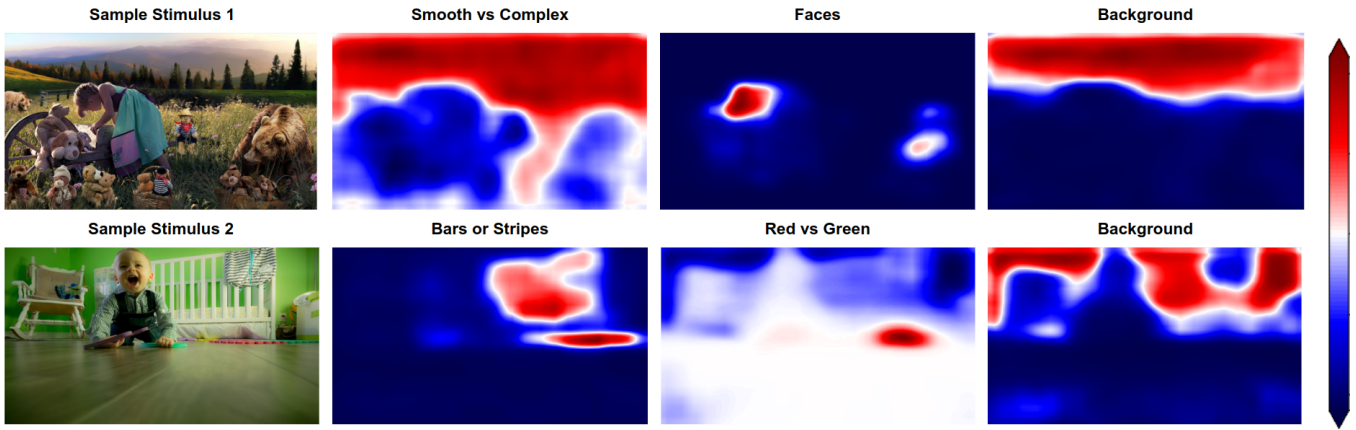 Sample Stimulus 1
Smooth vs Complex
Faces
Background
Sample Stimulus 2
Bars or Stripes
Red vs Green
Background